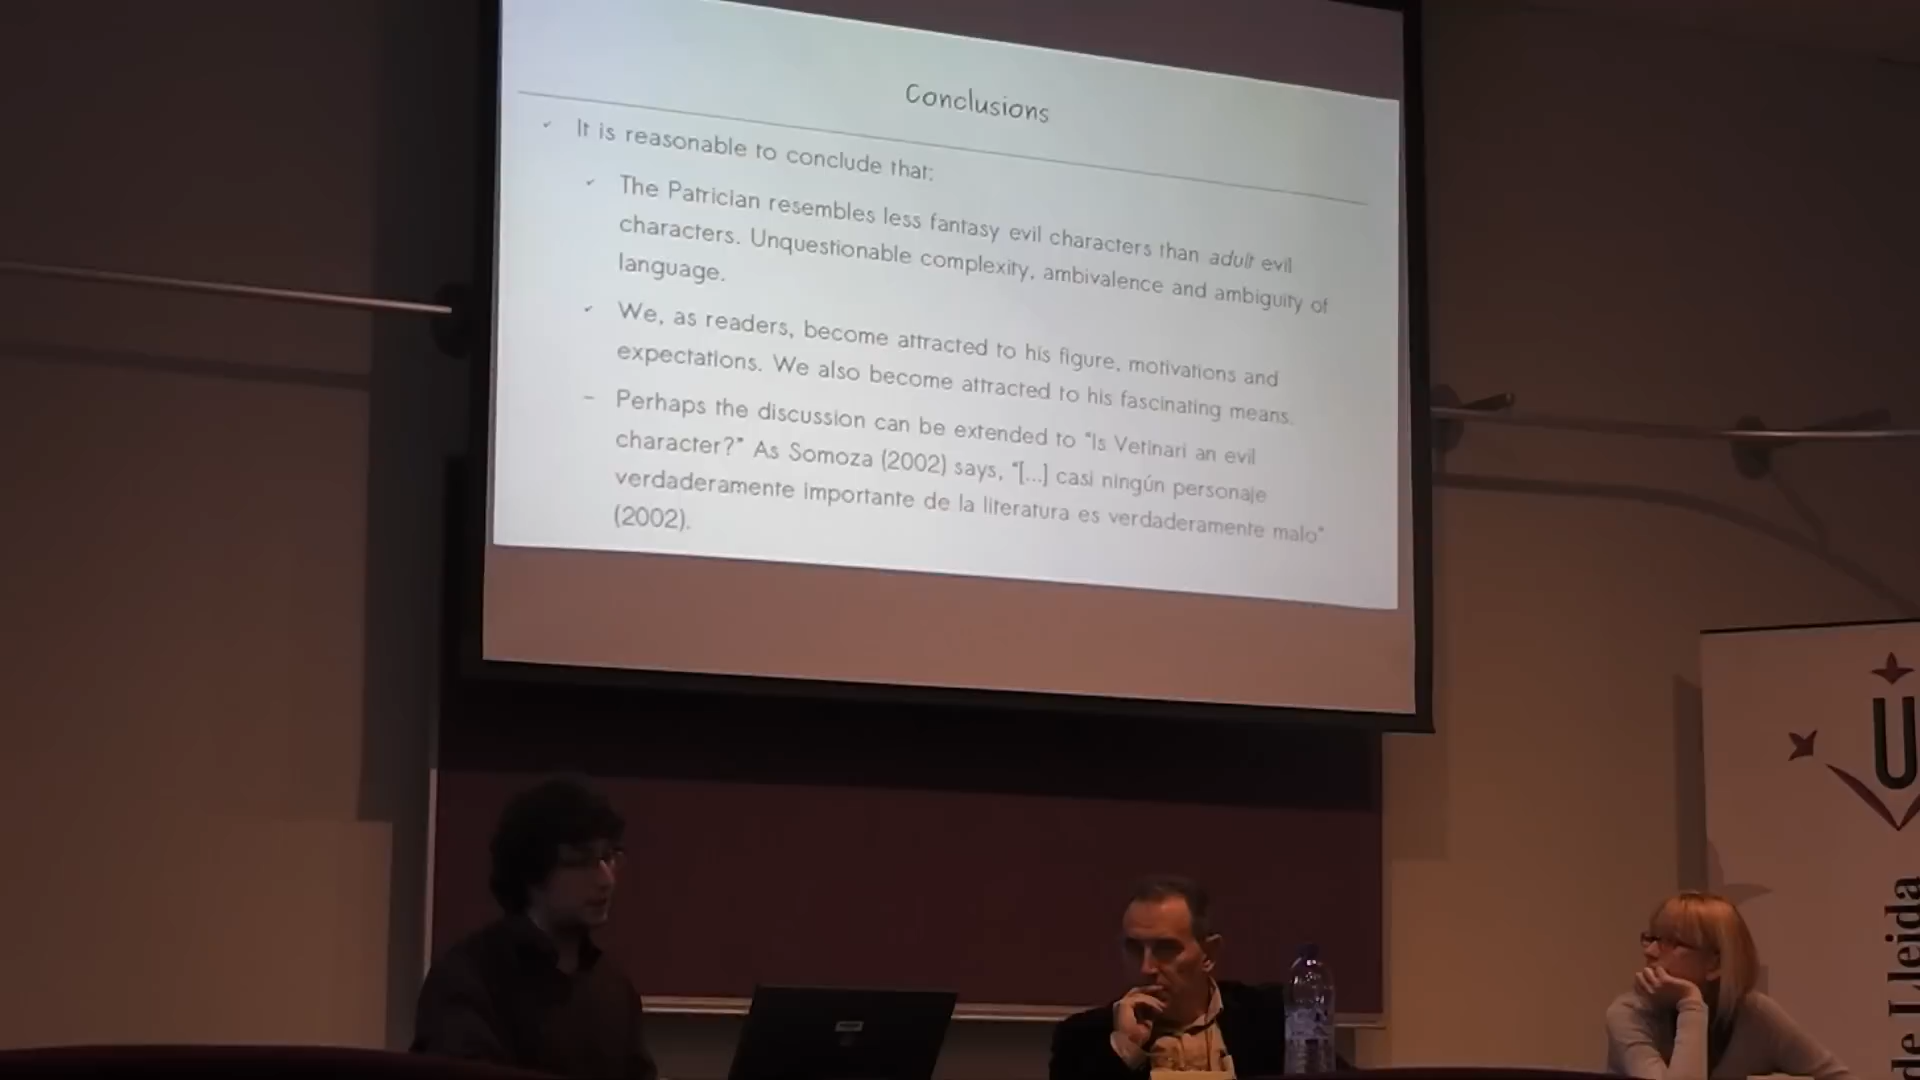 Conclusions
It is reasonable to conclude that:
The Patrician resembles less fantasy evil characters than adult evil
characters. Unquestionable complexity, ambivalence and ambiguity of
language.
We, as readers, become attracted to his figure, motivations and
expectations. We also become attracted to his fascinating means.
– Perhaps the discussion can be extended to “Is Vetinari an evil
character?” As Somoza (2002) says, “[...] casi ningún personaje
verdaderamente importante de la literatura es verdaderamente malo”
(2002).
U
de Lleida